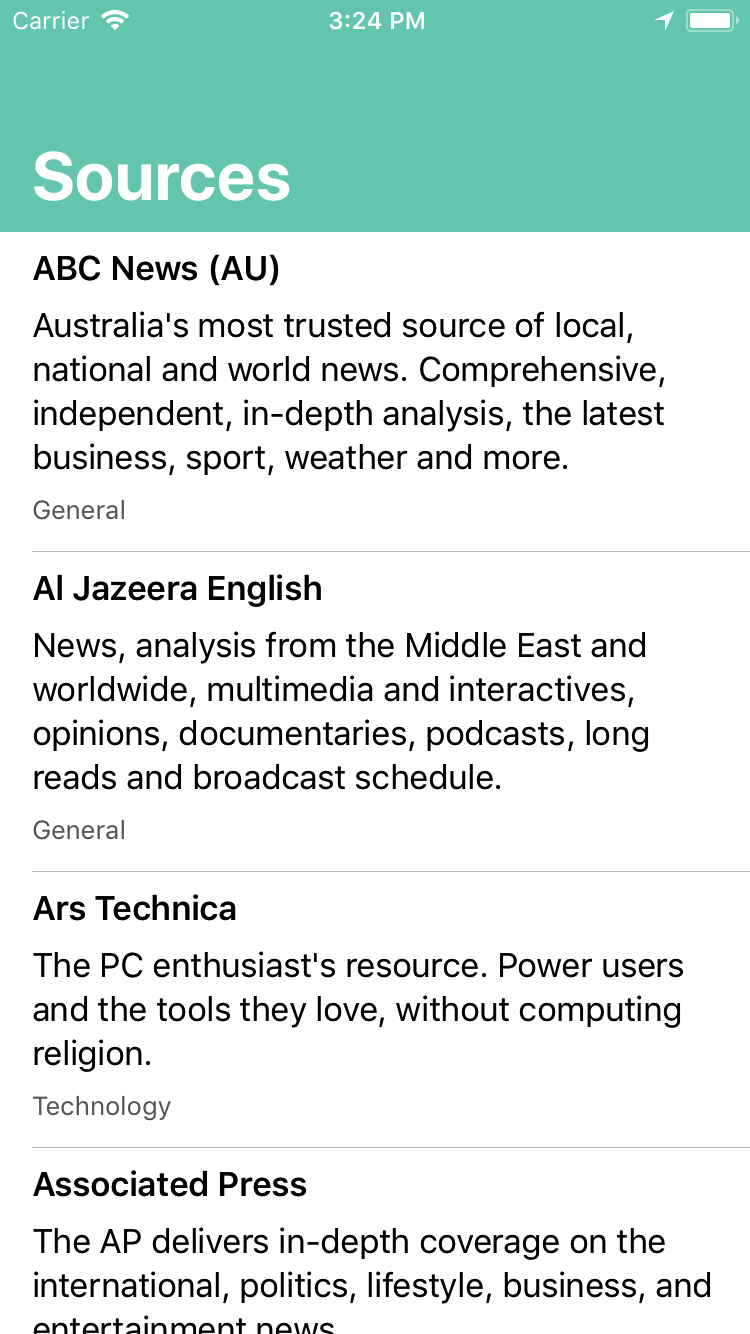 Carrier 3:24 PM
Sources
ABC News (AU)
Australia's most trusted source of local,
national and world news. Comprehensive,
independent, in-depth analysis, the latest
business, sport, weather and more.
General
Al Jazeera English
News, analysis from the Middle East and
worldwide, multimedia and interactives,
opinions, documentaries, podcasts, long
reads and broadcast schedule.
General
Ars Technica
The PC enthusiast's resource. Power users
and the tools they love, without computing
religion.
Technology
Associated Press
The AP delivers in-depth coverage on the
international, politics, lifestyle, business, and
entertainment news